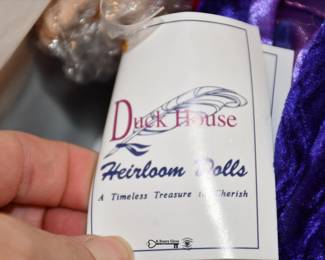 Duck House
Heirloom Dolls
A Timeless Treasure to Cherish